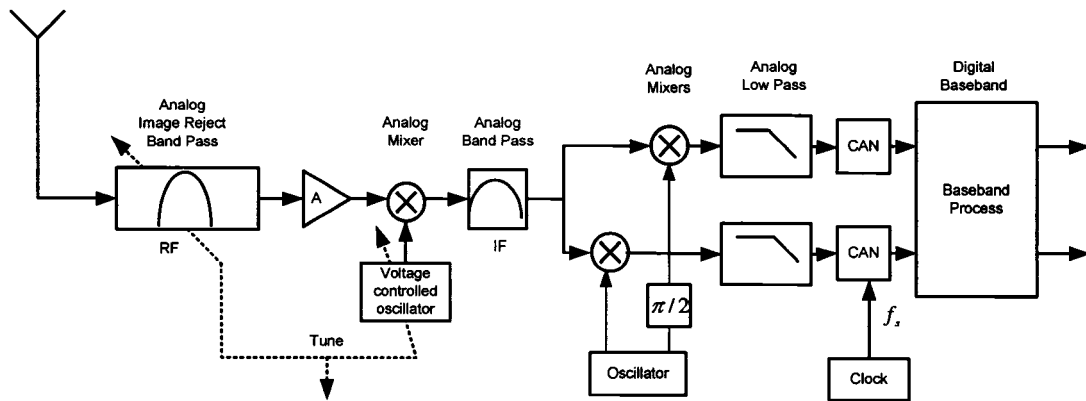 Analog
Image Reject
Band Pass
RF
A
Analog
Mixer
Voltage
controlled
oscillator
Tune
Analog
Band Pass
IF
Analog
Mixers
π/2
Oscillator
Analog
Low Pass
CAN
CAN
f_s
Clock
Digital
Baseband
Baseband
Process